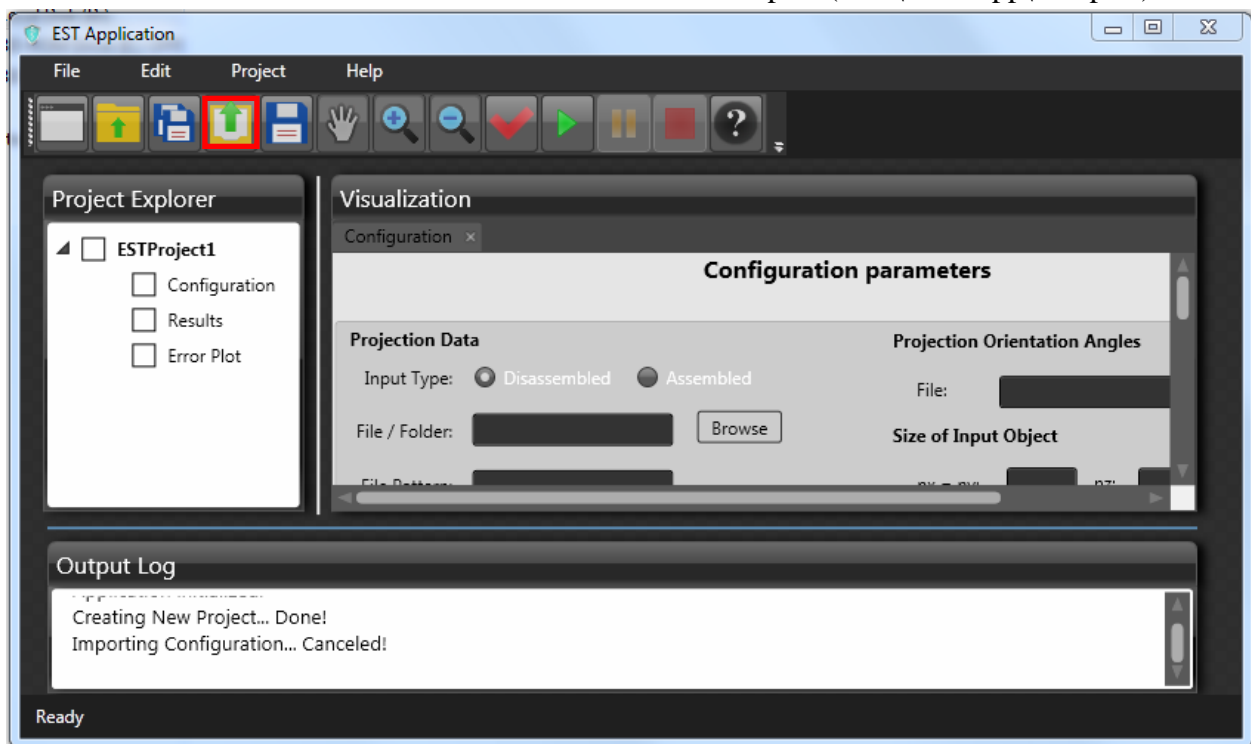 EST Application
File Edit Project Help
Project Explorer
ESTProject1
Configuration
Results
Error Plot
Visualization
Configuration ×
Configuration parameters
Projection Data
Input Type: Disassembled Assembled
File / Folder: Browse
Projection Orientation Angles
File:
Size of Input Object
Output Log
Creating New Project... Done!
Importing Configuration... Canceled!
Ready